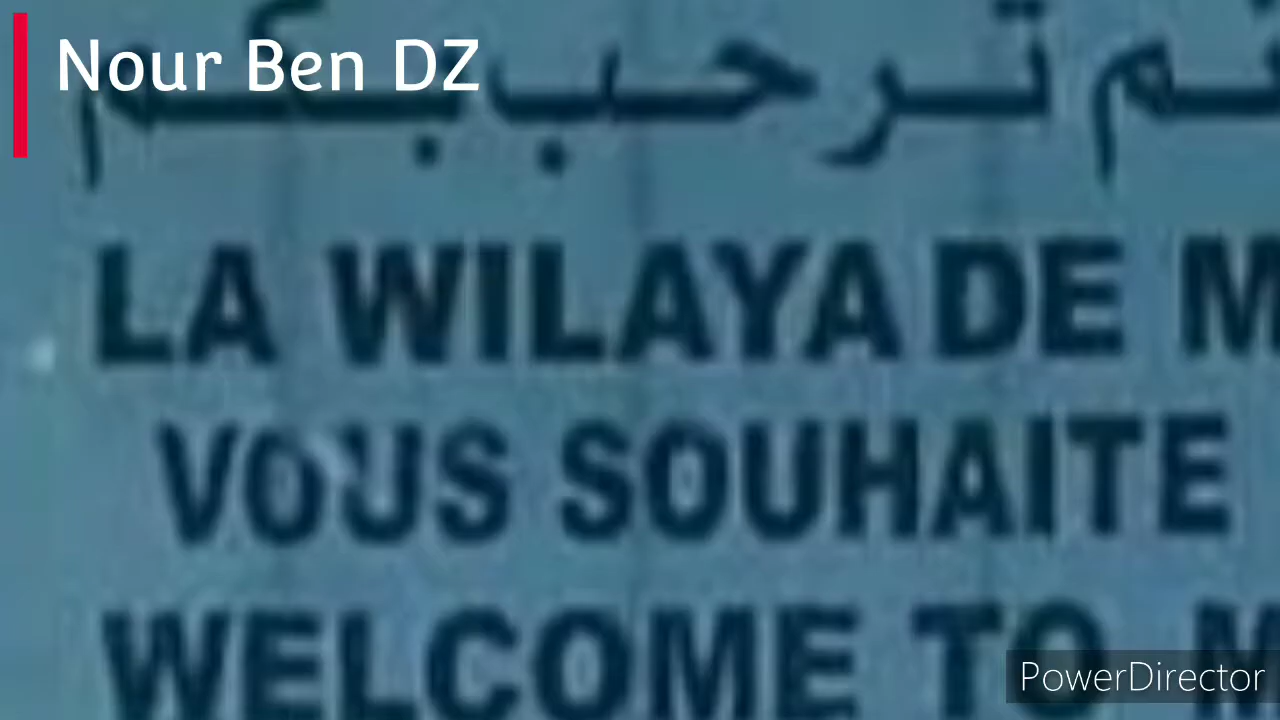 Nour Ben DZ
ترحب بكم
LA WILAYA DE
VOUS SOUHAITE
WELCOME TO
PowerDirector